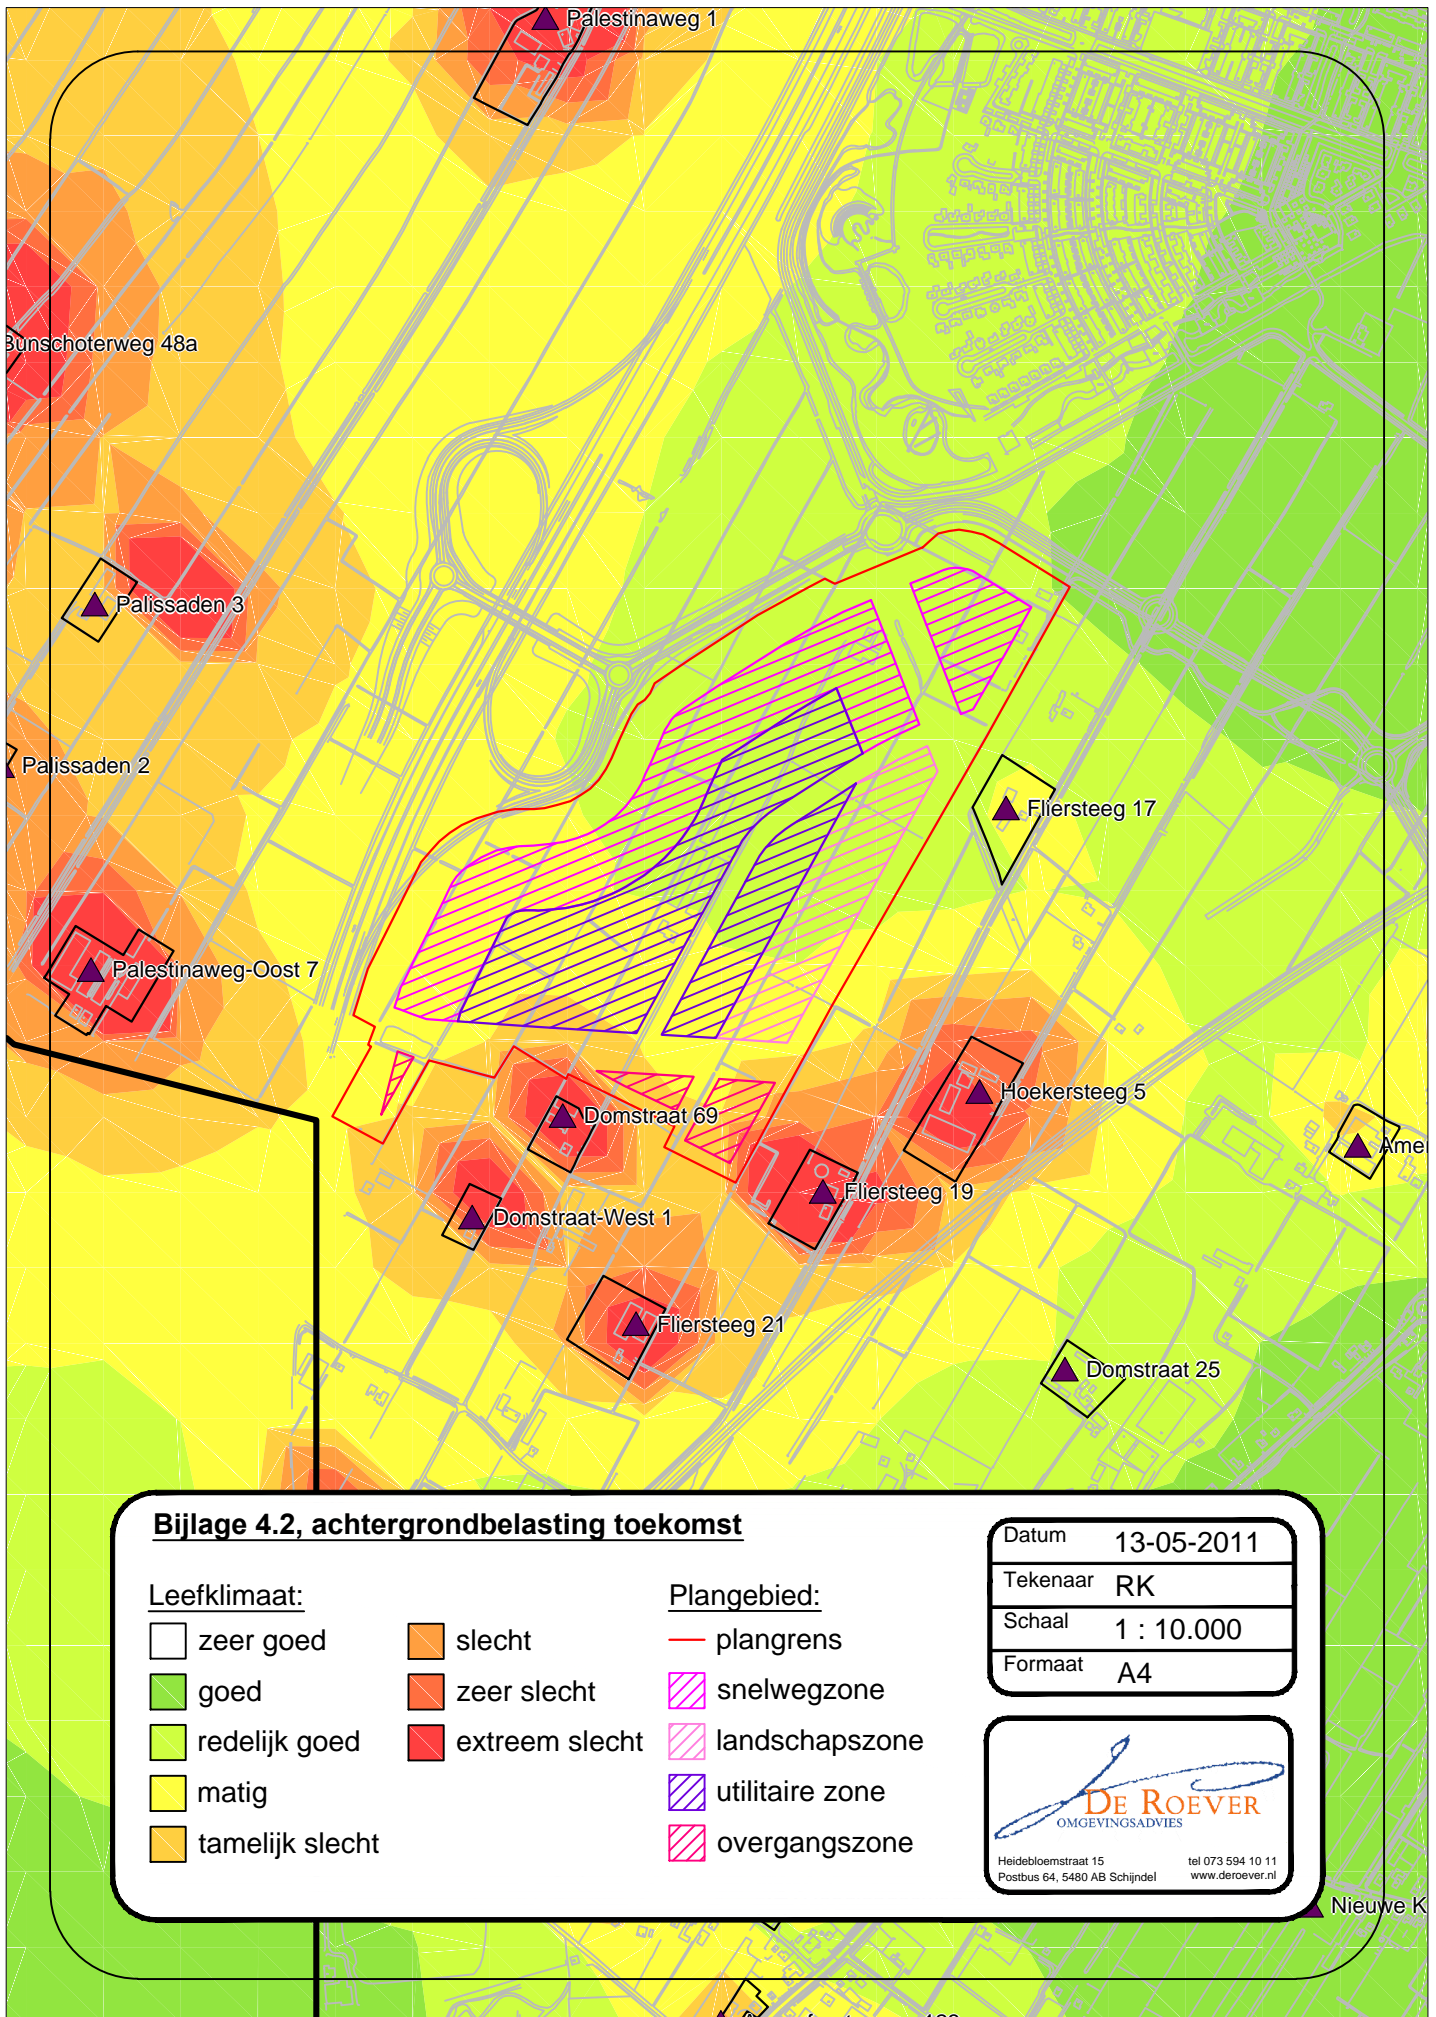 Palestinaweg 1
Bunschoterweg 48a
Palissaden 3
Palissaden 2
Fliersteeg 17
Palestinaweg-Oost 7
Hoekersteeg 5
Domstraat 69
Amer
Fliersteeg 19
Domstraat-West 1
Fliersteeg 21
Domstraat 25
Bijlage 4.2, achtergrondbelasting toekomst
Leefklimaat:
zeer goed
goed
redelijk goed
matig
tamelijk slecht
slecht
zeer slecht
extreem slecht
Plangebied:
plangrens
snelwegzone
landschapszone
utilitaire zone
overgangszone
Datum 13-05-2011
Tekenaar RK
Schaal 1 : 10.000
Formaat A4
DE ROEVER
OMGEVINGSADVIES
Heidebloemstraat 15 tel 073 594 10 11
Postbus 64, 5480 AB Schijndel www.deroever.nl
Nieuwe K